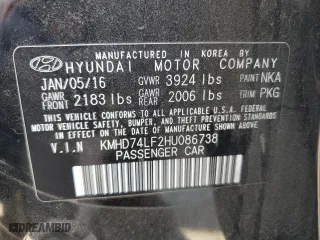 MANUFACTURED IN KOREA BY
HYUNDAI MOTOR COMPANY
JAN/05/16 GVWR 3924 lbs PAINT NKA
GAWR FRONT 2183 lbs GAWR REAR 2006 lbs TRIM PKG
THIS VEHICLE CONFORMS TO ALL APPLICABLE
U.S. FEDERAL MOTOR VEHICLE SAFETY, BUMPER, AND
THEFT PREVENTION STANDARDS IN EFFECT ON THE
DATE OF MANUFACTURE SHOWN ABOVE.
V.I.N KMHD74LF2HU086738
PASSENGER CAR